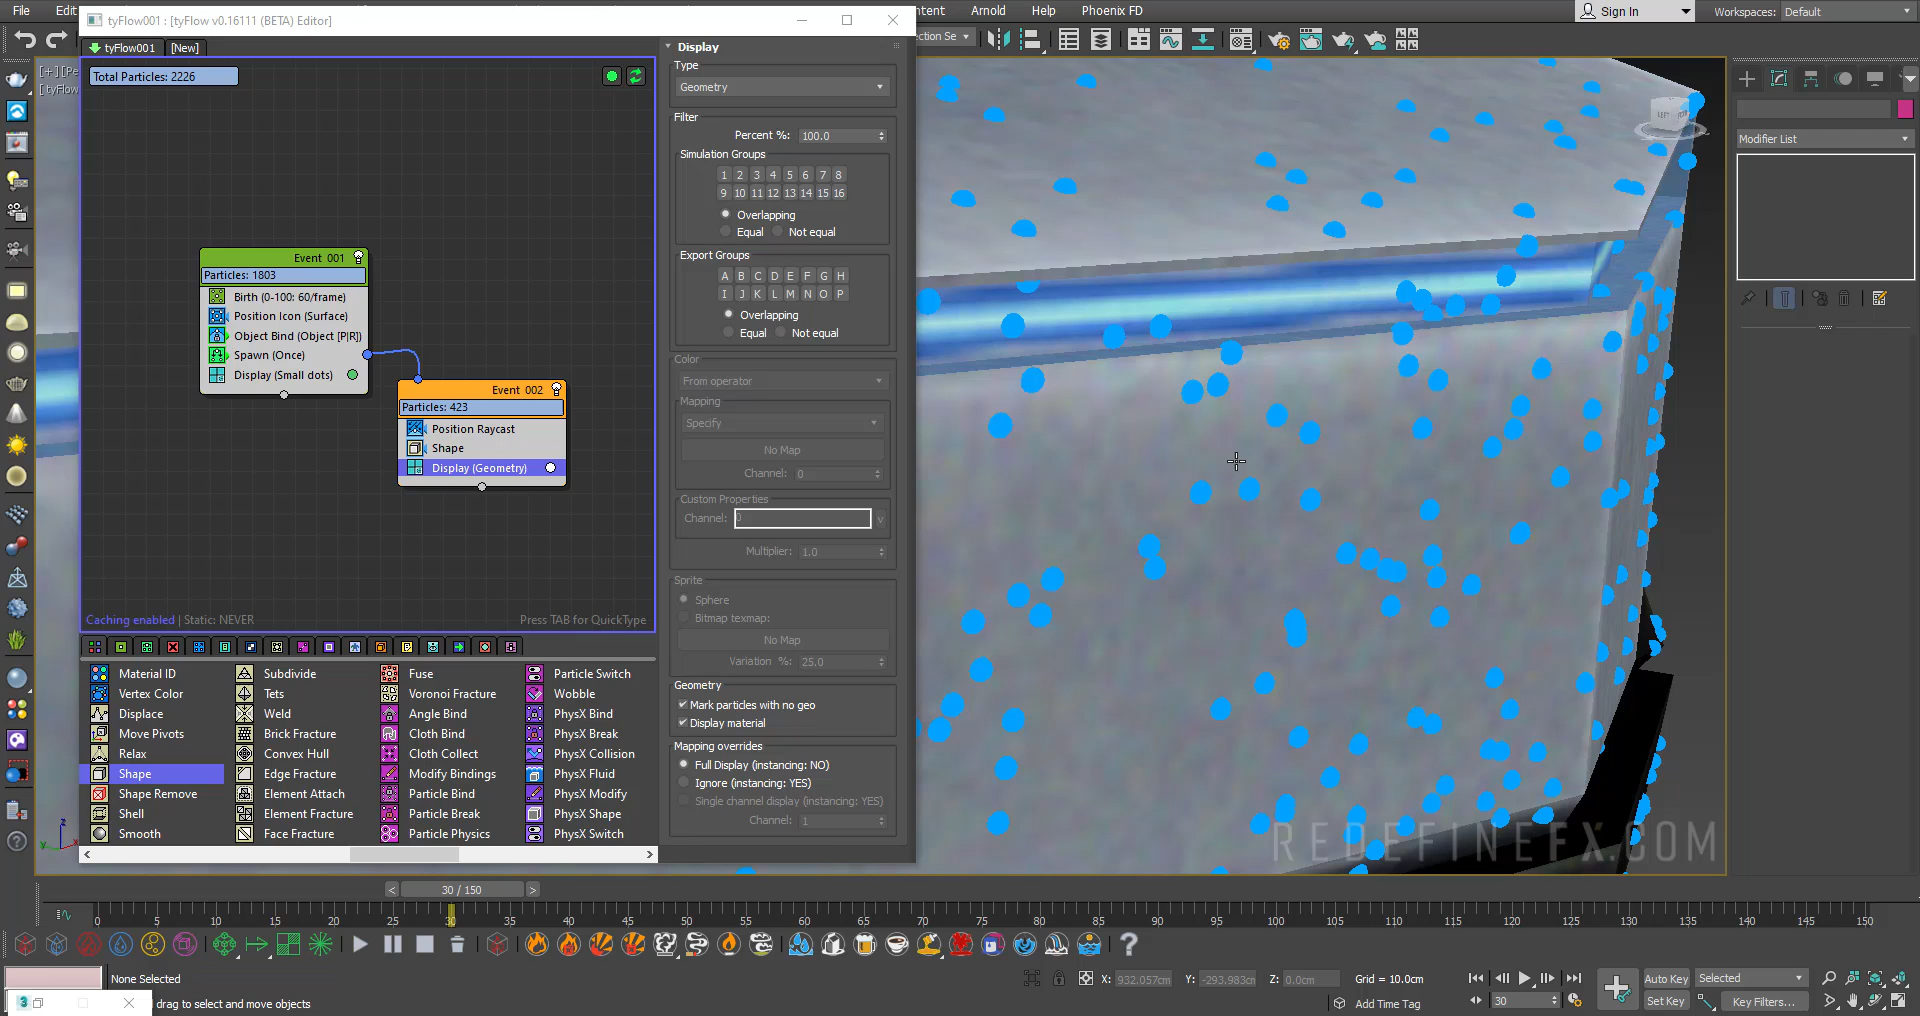 File
Edi
tyFlow001 : [tyFlow v0.16111 (BETA) Editor]
Arnold
Help
Phoenix FD
Sign In
Workspaces: Default
tyFlow001
[New]
ction Se
[+][Pe
[tyFlow
Total Particles: 2226
Event 001
Particles: 1803
Birth (0-100: 60/frame)
Position Icon (Surface)
Object Bind (Object [P|R])
Spawn (Once)
Display (Small dots)
Event 002
Particles: 423
Position Raycast
Shape
Display (Geometry)
Caching enabled | Static: NEVER
Press TAB for QuickType
Display
Type
Geometry
Filter
Percent %: 100.0
Simulation Groups
1 2 3 4 5 6 7 8
9 10 11 12 13 14 15 16
Overlapping
Equal
Not equal
Export Groups
A B C D E F G H
I J K L M N O P
Overlapping
Equal
Not equal
Color
From operator
Mapping
Specify
No Map
Channel: 0
Custom Properties
Channel:
Multiplier: 1.0
Sprite
Sphere
Bitmap texmap:
No Map
Variation %: 25.0
Geometry
Mark particles with no geo
Display material
Mapping overrides
Full Display (instancing: NO)
Ignore (instancing: YES)
Single channel display (instancing: YES)
Channel: 1
Material ID
Vertex Color
Displace
Move Pivots
Relax
Shape
Shape Remove
Shell
Smooth
Subdivide
Tets
Weld
Brick Fracture
Convex Hull
Edge Fracture
Element Attach
Element Fracture
Face Fracture
Fuse
Voronoi Fracture
Angle Bind
Cloth Bind
Cloth Collect
Modify Bindings
Particle Bind
Particle Break
Particle Physics
Particle Switch
Wobble
PhysX Bind
PhysX Break
PhysX Collision
PhysX Fluid
PhysX Modify
PhysX Shape
PhysX Switch
Modifier List
REDEFINEFX.COM
30 / 150
0 5 10 15 20 25 30 35 40 45 50 55 60 65 70 75 80 85 90 95 100 105 110 115 120 125 130 135 140 145 150
None Selected
drag to select and move objects
X: 932.057cm
Y: -293.983cm
Z: 0.0cm
Grid = 10.0cm
Add Time Tag
30
Auto Key
Selected
Set Key
Key Filters...